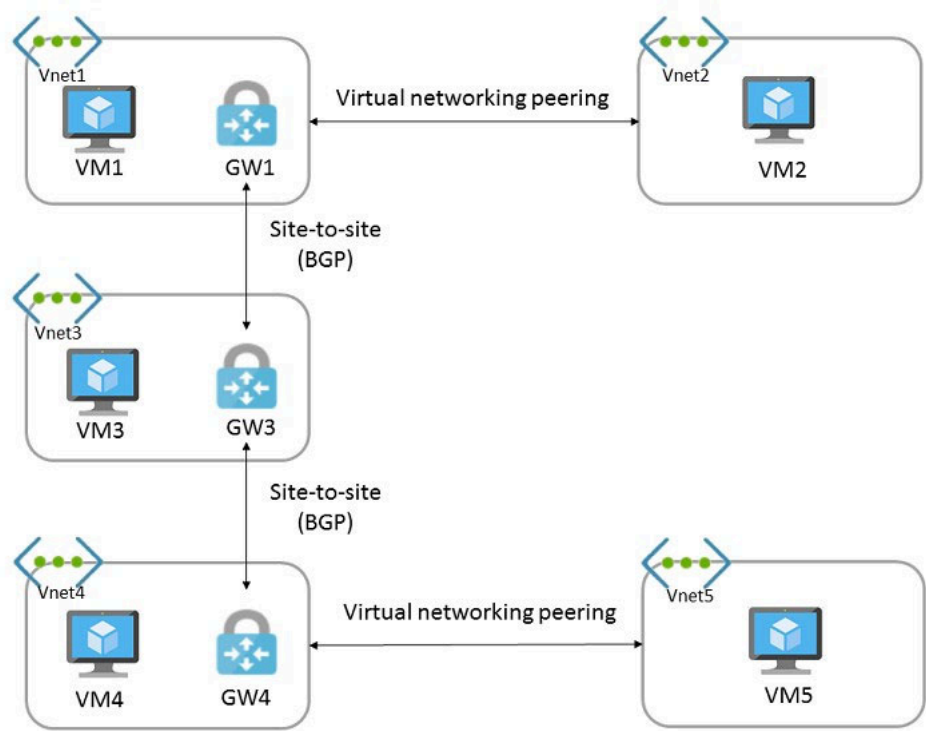 Vnet1
VM1
GW1
Virtual networking peering
Vnet2
VM2
Site-to-site
(BGP)
Vnet3
VM3
GW3
Site-to-site
(BGP)
Vnet4
VM4
GW4
Virtual networking peering
Vnet5
VM5